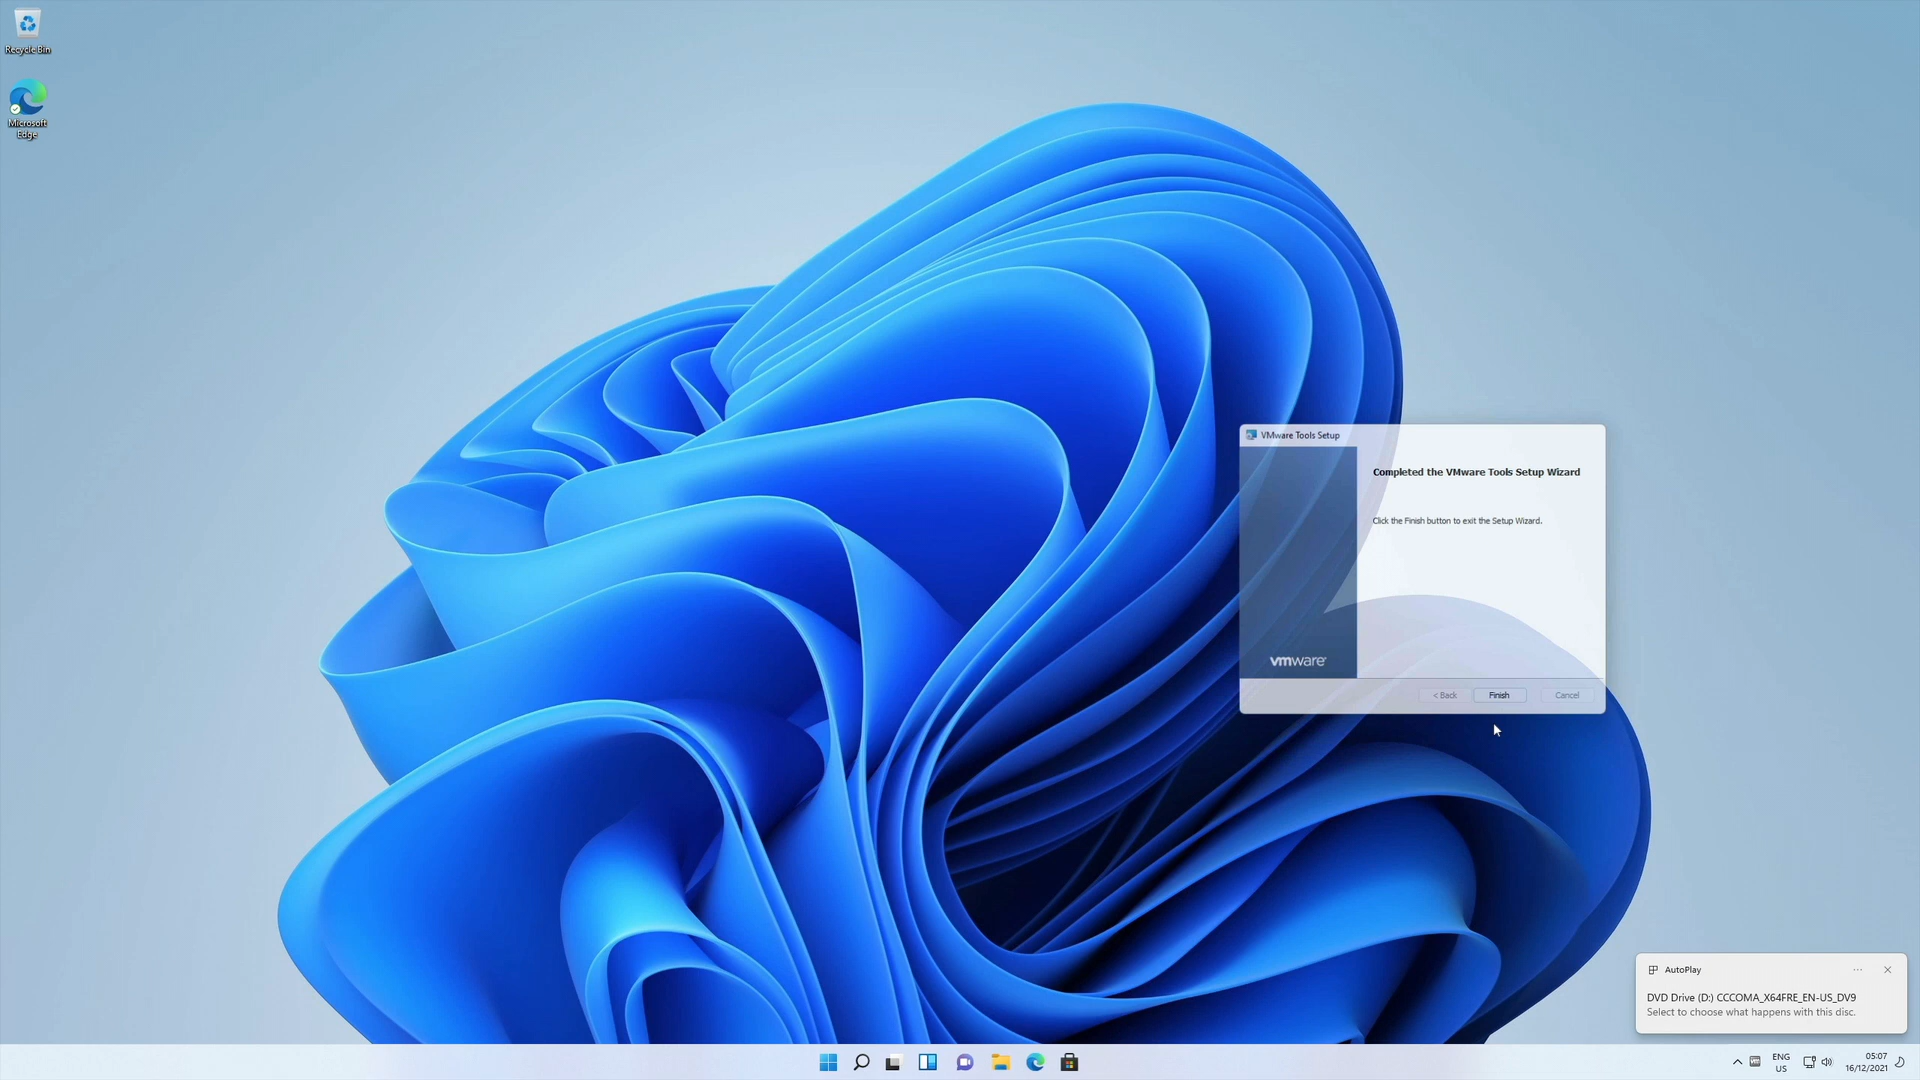 Recycle Bin
Microsoft
Edge
VMware Tools Setup
Completed the VMware Tools Setup Wizard
Click the Finish button to exit the Setup Wizard.
vmware
< Back
Finish
Cancel
AutoPlay
DVD Drive (D:) CCCOMA_X64FRE_EN-US_DV9
Select to choose what happens with this disc.
ENG
US
05:07
16/12/2021